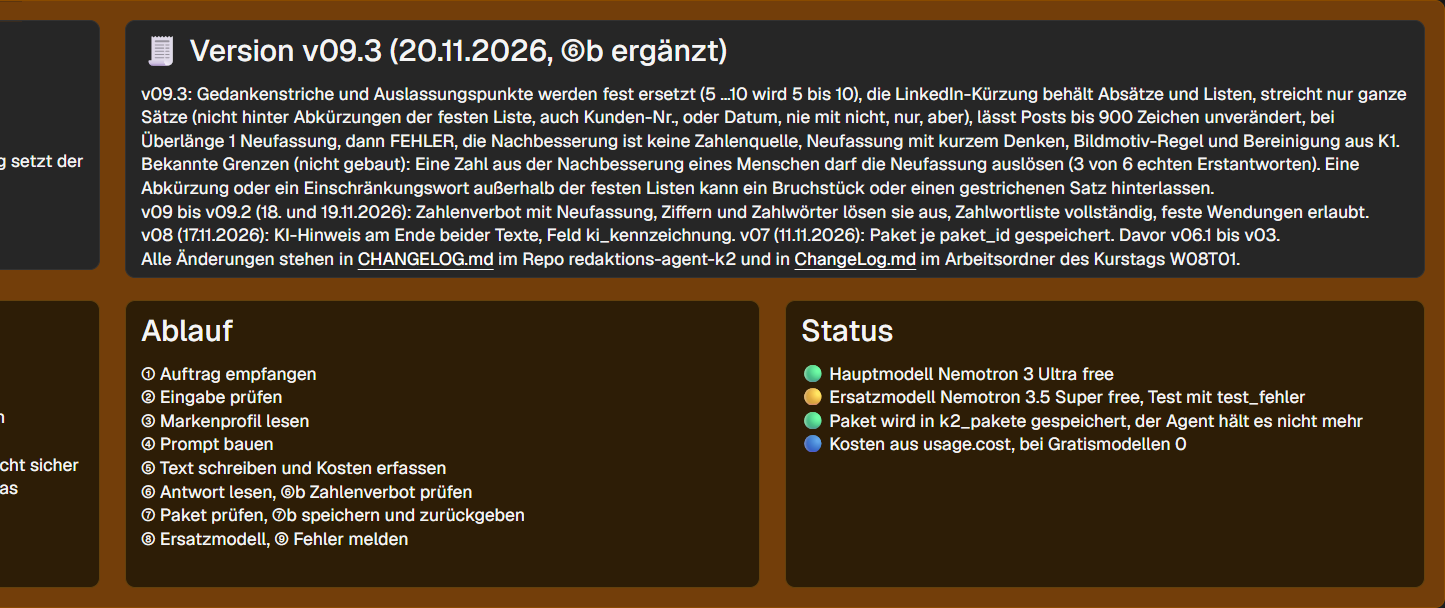 Version v09.3 (20.11.2026, ⑥b ergänzt)
v09.3: Gedankenstriche und Auslassungspunkte werden fest ersetzt (5 …10 wird 5 bis 10), die LinkedIn-Kürzung behält Absätze und Listen, streicht nur ganze
Sätze (nicht hinter Abkürzungen der festen Liste, auch Kunden-Nr., oder Datum, nie mit nicht, nur, aber), lässt Posts bis 900 Zeichen unverändert, bei
Überlänge 1 Neufassung, dann FEHLER, die Nachbesserung ist keine Zahlenquelle, Neufassung mit kurzem Denken, Bildmotiv-Regel und Bereinigung aus K1.
Bekannte Grenzen (nicht gebaut): Eine Zahl aus der Nachbesserung eines Menschen darf die Neufassung auslösen (3 von 6 echten Erstantworten). Eine
Abkürzung oder ein Einschränkungswort außerhalb der festen Listen kann ein Bruchstück oder einen gestrichenen Satz hinterlassen.
v09 bis v09.2 (18. und 19.11.2026): Zahlenverbot mit Neufassung, Ziffern und Zahlwörter lösen sie aus, Zahlwortliste vollständig, feste Wendungen erlaubt.
v08 (17.11.2026): KI-Hinweis am Ende beider Texte, Feld ki_kennzeichnung. v07 (11.11.2026): Paket je paket_id gespeichert. Davor v06.1 bis v03.
Alle Änderungen stehen in CHANGELOG.md im Repo redaktions-agent-k2 und in ChangeLog.md im Arbeitsordner des Kurstags W08T01.
g setzt der
n
cht sicher
as
Ablauf
① Auftrag empfangen
② Eingabe prüfen
③ Markenprofil lesen
④ Prompt bauen
⑤ Text schreiben und Kosten erfassen
⑥ Antwort lesen, ⑥b Zahlenverbot prüfen
⑦ Paket prüfen, ⑦b speichern und zurückgeben
⑧ Ersatzmodell, ⑨ Fehler melden
Status
Hauptmodell Nemotron 3 Ultra free
Ersatzmodell Nemotron 3.5 Super free, Test mit test_fehler
Paket wird in k2_pakete gespeichert, der Agent hält es nicht mehr
Kosten aus usage.cost, bei Gratismodellen 0